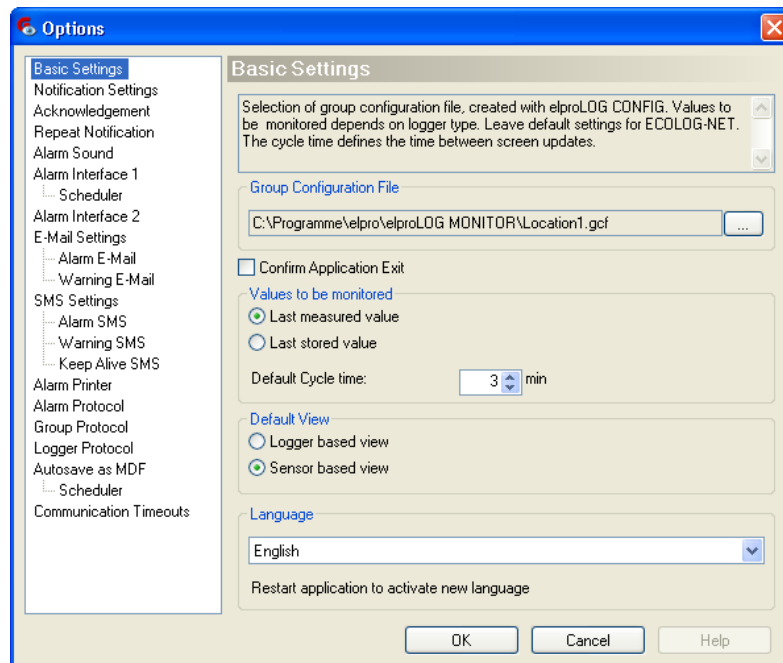 Options
Basic Settings
Notification Settings
Acknowledgement
Repeat Notification
Alarm Sound
Alarm Interface 1
Scheduler
Alarm Interface 2
E-Mail Settings
Alarm E-Mail
Warning E-Mail
SMS Settings
Alarm SMS
Warning SMS
Keep Alive SMS
Alarm Printer
Alarm Protocol
Group Protocol
Logger Protocol
Autosave as MDF
Scheduler
Communication Timeouts
Basic Settings
Selection of group configuration file, created with elproLOG CONFIG. Values to
be monitored depends on logger type. Leave default settings for ECOLOG-NET.
The cycle time defines the time between screen updates.
Group Configuration File
C:\Programme\elpro\elproLOG MONITOR\Location1.gcf
...
Confirm Application Exit
Values to be monitored
Last measured value
Last stored value
Default Cycle time: 3 min
Default View
Logger based view
Sensor based view
Language
English
Restart application to activate new language
OK Cancel Help